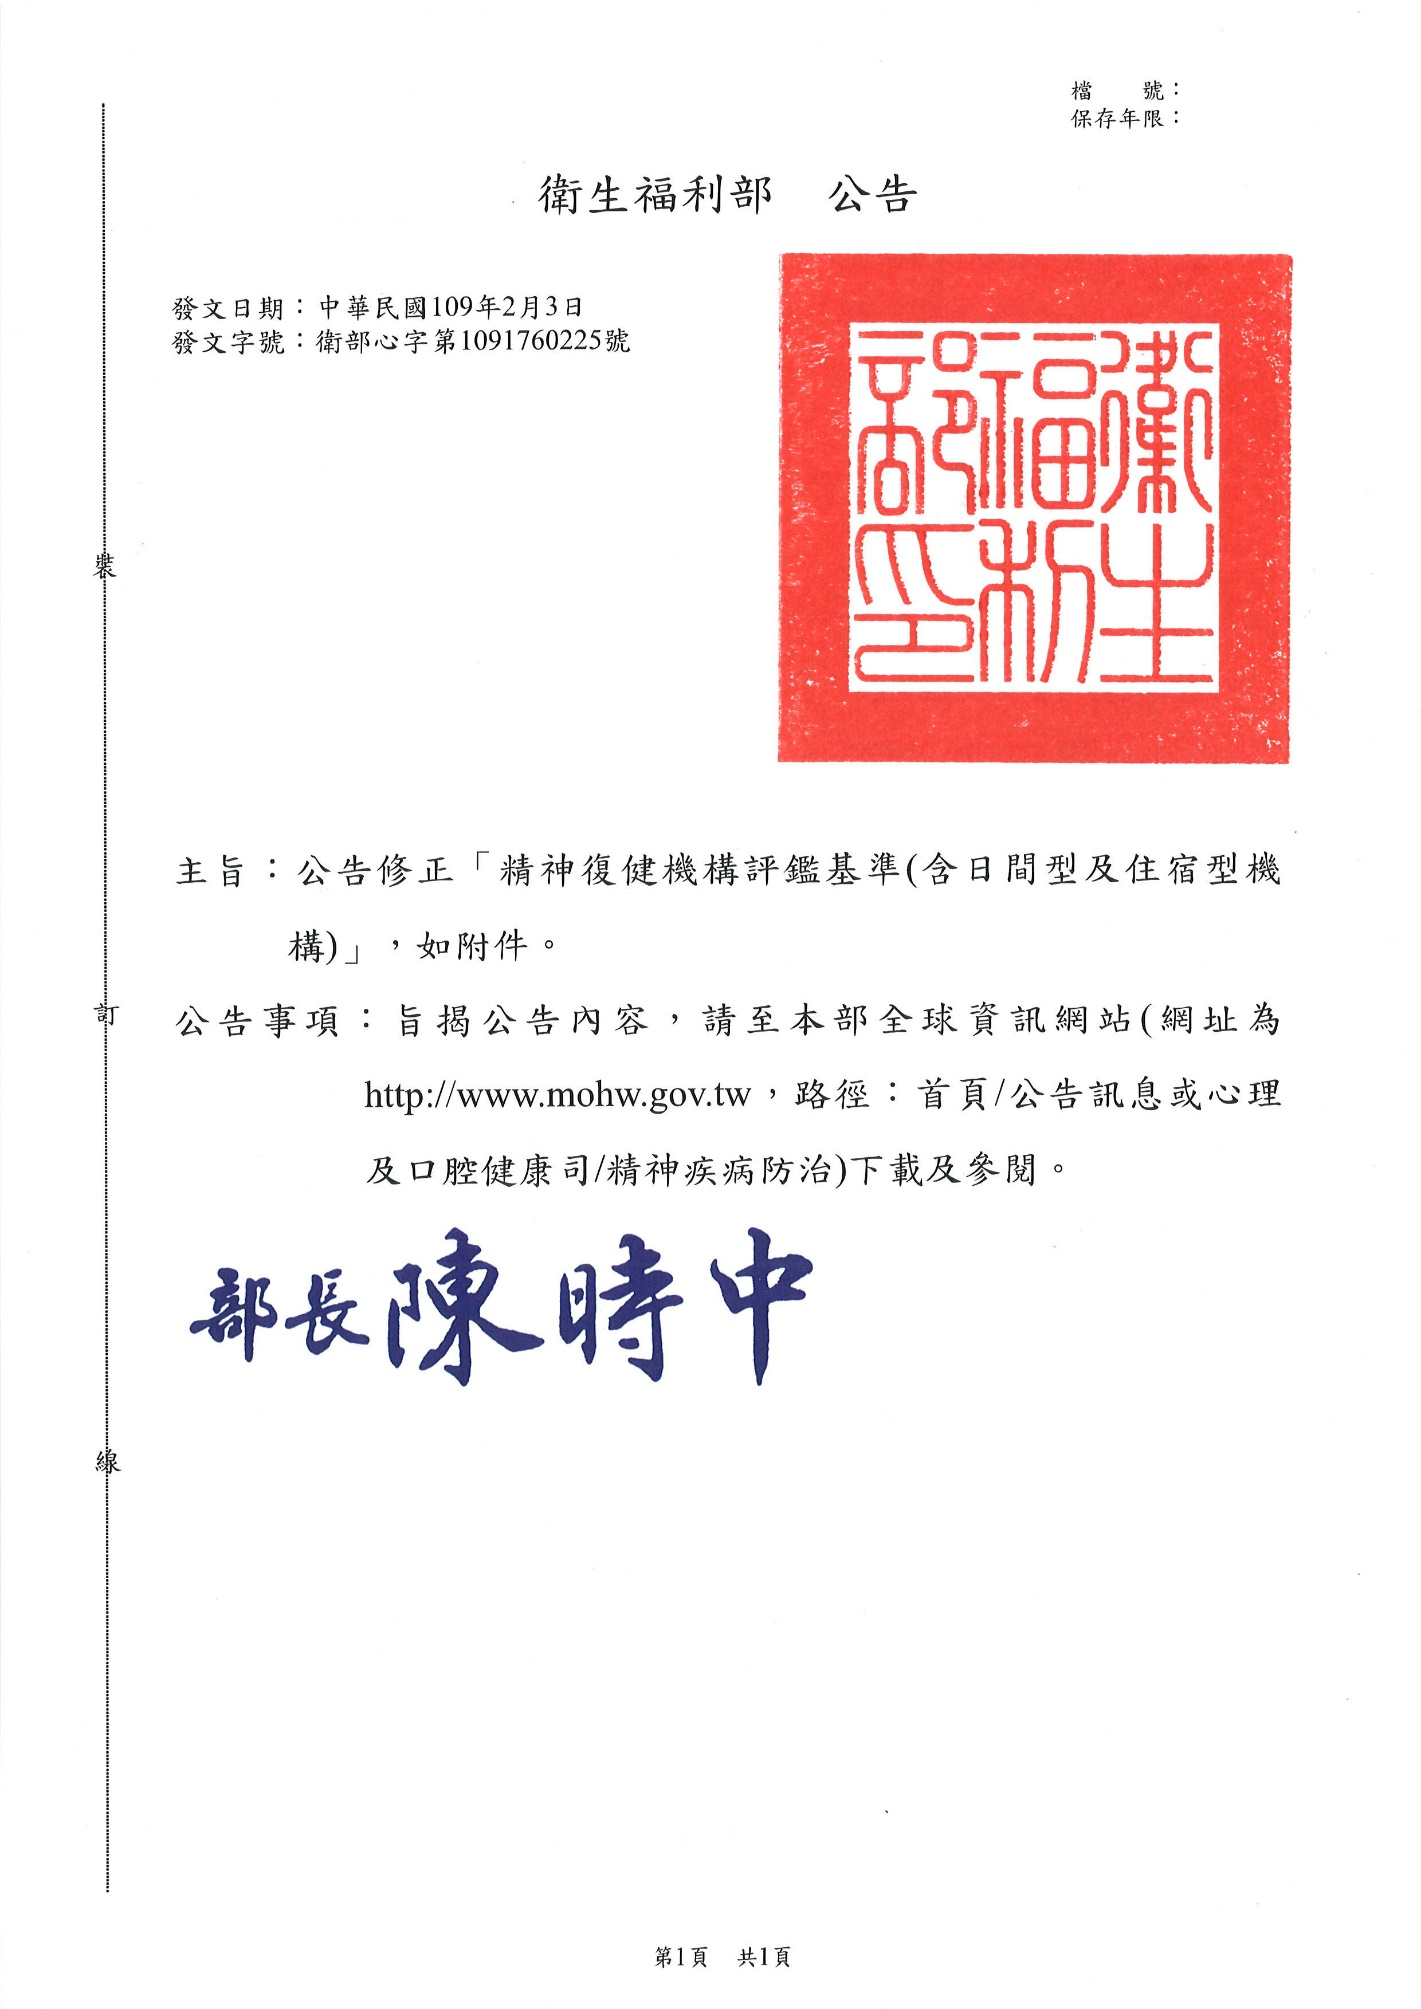 檔　　號：
保存年限：
衛生福利部　公告
發文日期：中華民國109年2月3日
發文字號：衛部心字第1091760225號
衛生福利部印
主旨：公告修正「精神復健機構評鑑基準(含日間型及住宿型機
構)」，如附件。
公告事項：旨揭公告內容，請至本部全球資訊網站(網址為
http://www.mohw.gov.tw，路徑：首頁/公告訊息或心理
及口腔健康司/精神疾病防治)下載及參閱。
部長陳時中
裝
訂
線
第1頁　共1頁